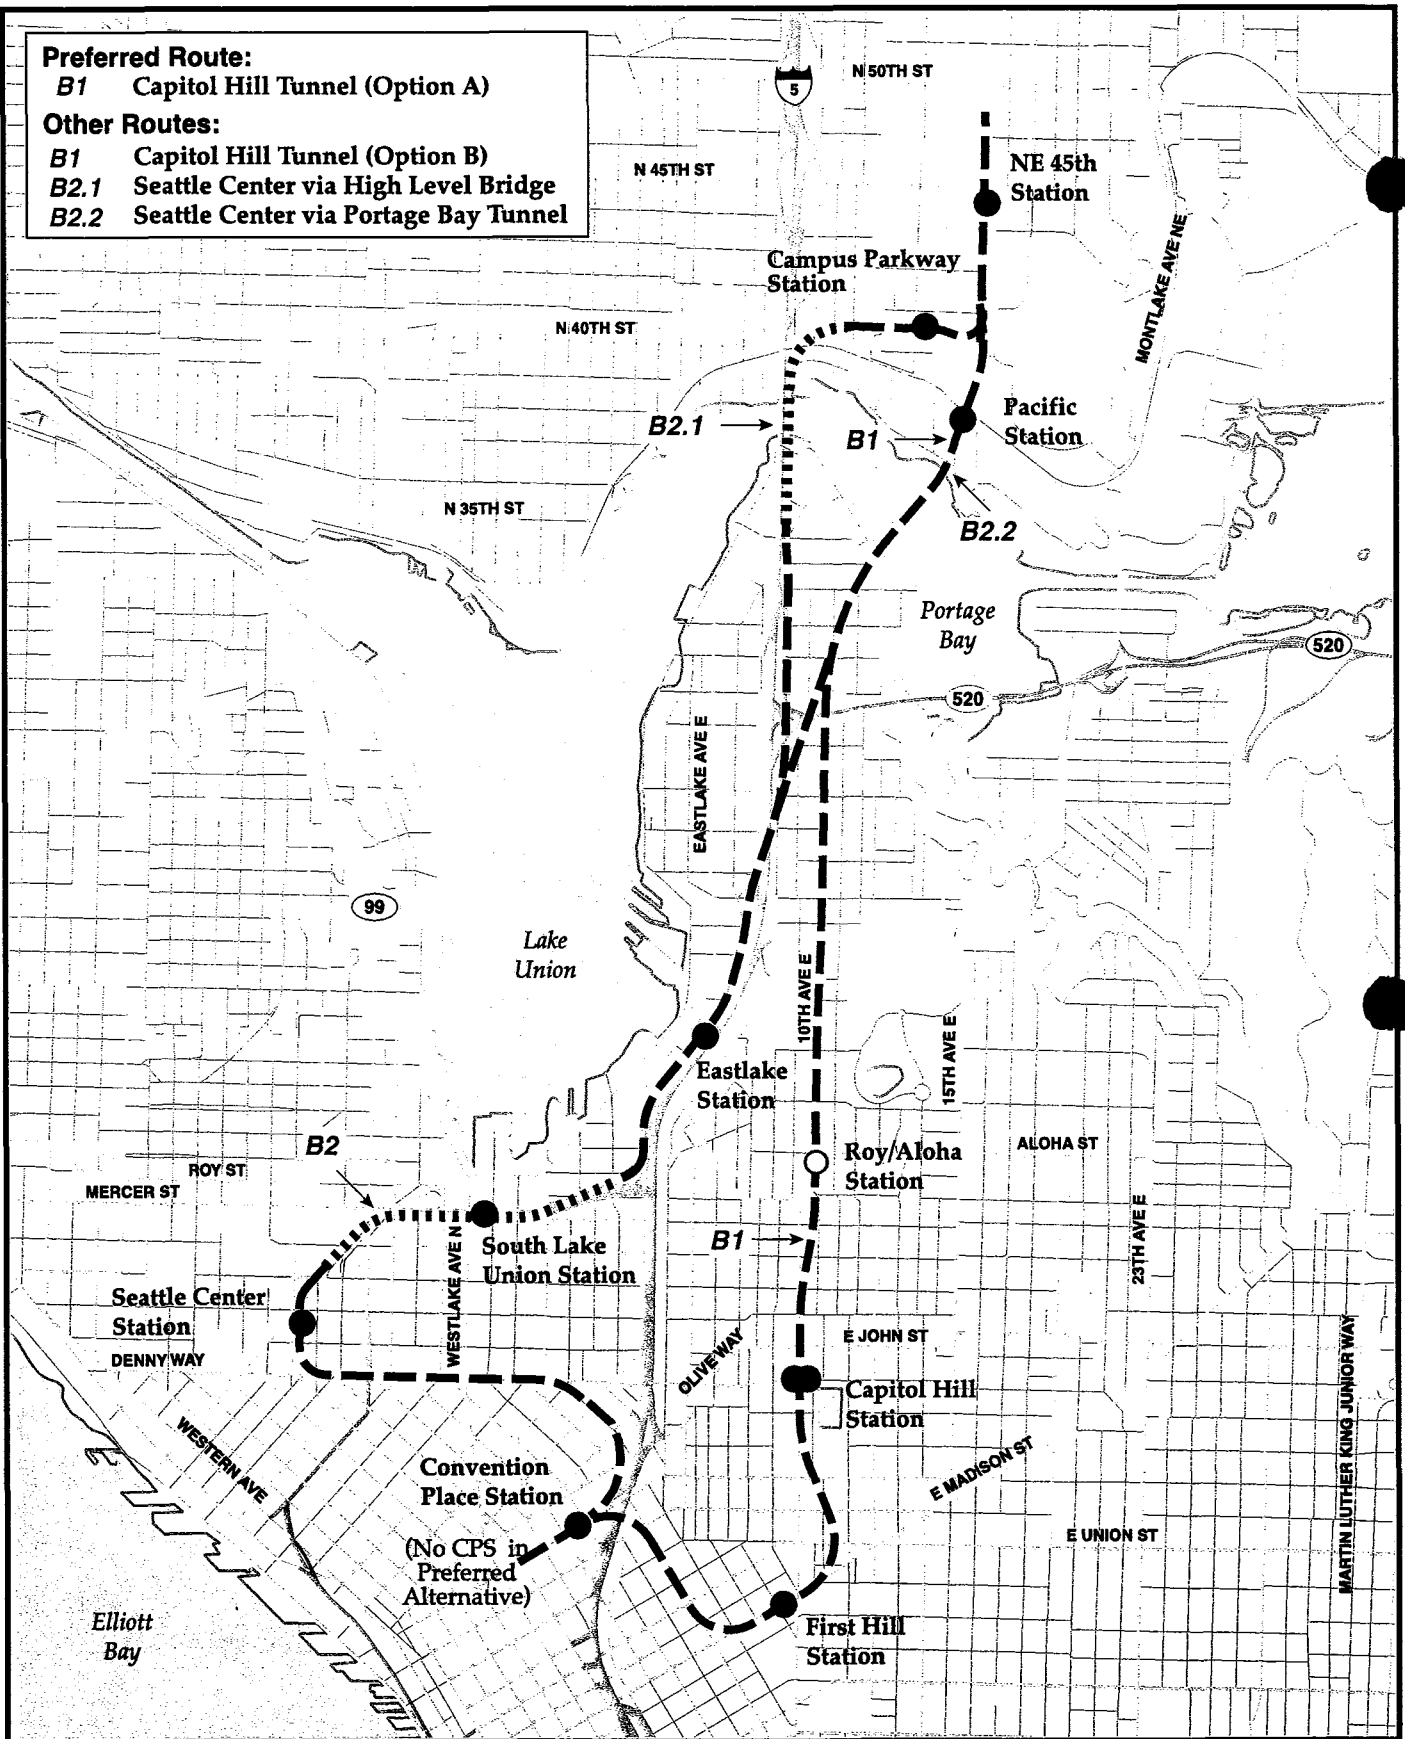 Preferred Route:
B1 Capitol Hill Tunnel (Option A)
Other Routes:
B1 Capitol Hill Tunnel (Option B)
B2.1 Seattle Center via High Level Bridge
B2.2 Seattle Center via Portage Bay Tunnel
5
N 50TH ST
N 45TH ST
NE 45th
Station
MONTLAKE AVE NE
Campus Parkway
Station
N 40TH ST
B2.1
B1
Pacific
Station
N 35TH ST
B2.2
Portage
Bay
520
520
EASTLAKE AVE E
99
Lake
Union
10TH AVE E
15TH AVE E
Eastlake
Station
B2
ROY ST
MERCER ST
ALOHA ST
Roy/Aloha
Station
23TH AVE E
B1
South Lake
Union Station
WESTLAKE AVE N
Seattle Center
Station
DENNY WAY
OLIVE WAY
E JOHN ST
MARTIN LUTHER KING JUNIOR WAY
Capitol Hill
Station
WESTERN AVE
Convention
Place Station
E MADISON ST
E UNION ST
(No CPS in
Preferred
Alternative)
Elliott
Bay
First Hill
Station